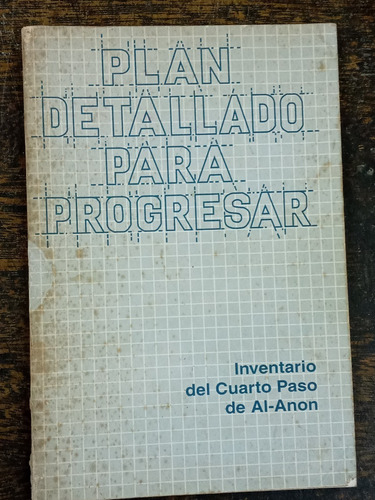 PLAN
DETALLADO
PARA
PROGRESAR
Inventario
del Cuarto Paso
de Al-Anon